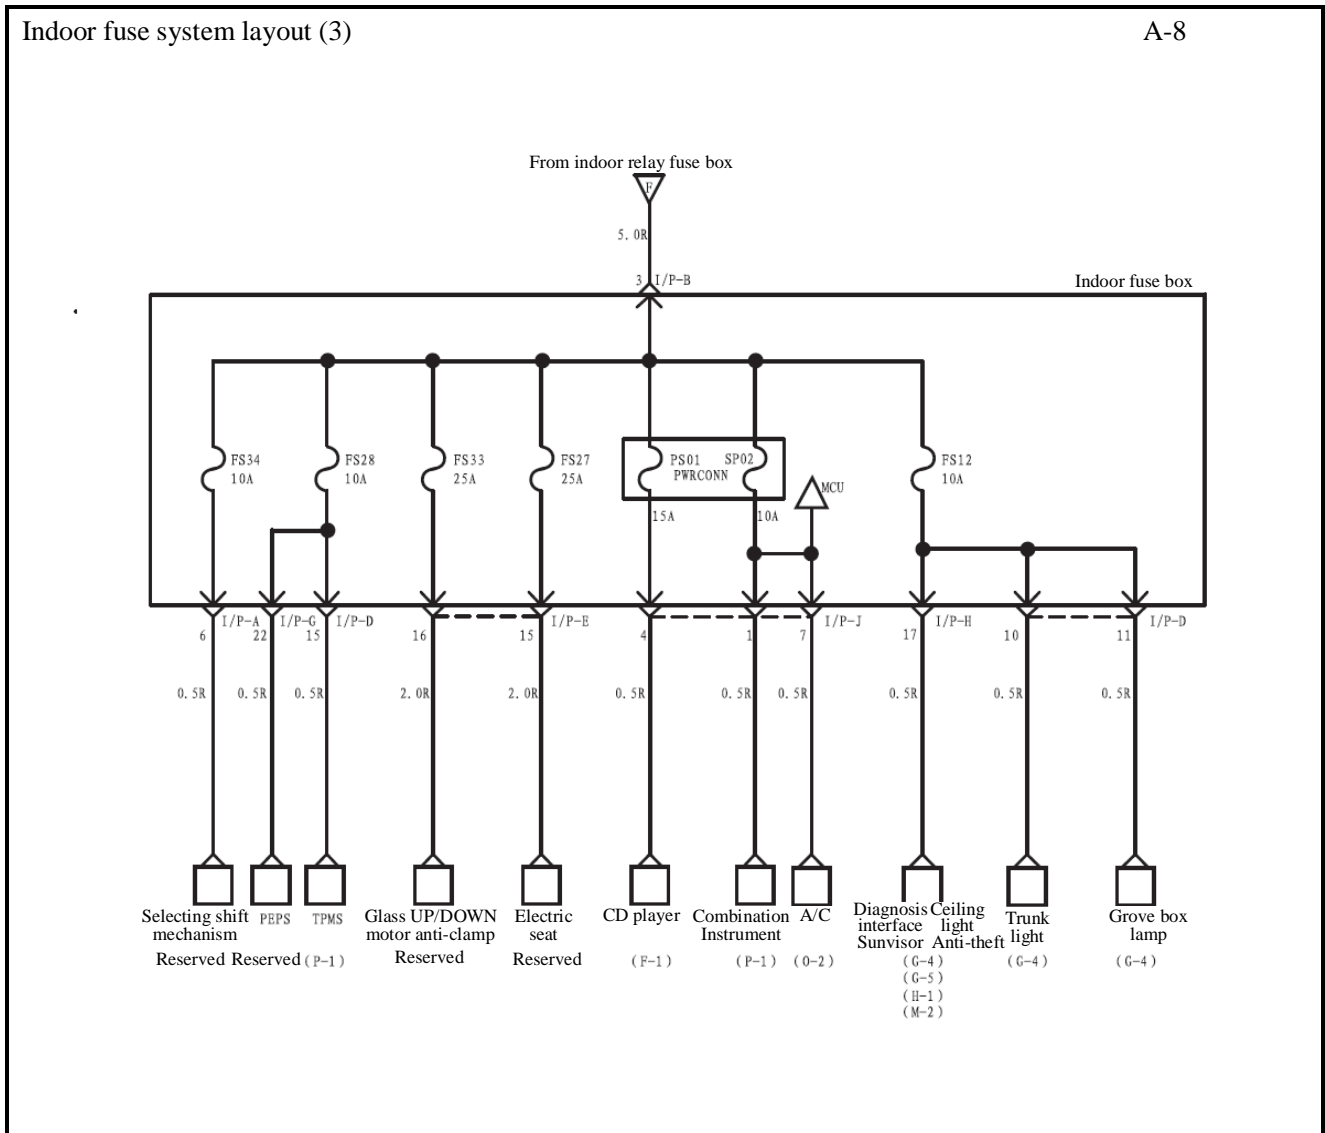 Indoor fuse system layout (3) A-8
From indoor relay fuse box
F
5.0R
3 I/P-B
Indoor fuse box
FS34 FS28 FS33 FS27 PS01 SP02 FS12
10A 10A 25A 25A PWRCONN 10A
MCU
15A 10A
I/P-A I/P-G I/P-D I/P-E I/P-J I/P-H I/P-D
6 22 15 16 15 4 1 7 17 10 11
0.5R 0.5R 0.5R 2.0R 2.0R 0.5R 0.5R 0.5R 0.5R 0.5R 0.5R
Selecting shift
mechanism
Reserved
PEPS
Reserved
TPMS
(P-1)
Glass UP/DOWN
motor anti-clamp
Reserved
Electric
seat
Reserved
CD player
(F-1)
Combination
Instrument
(P-1)
A/C
(O-2)
Diagnosis Ceiling
interface light
Sunvisor Anti-theft
(G-4)
(G-5)
(H-1)
(M-2)
Trunk
light
(G-4)
Grove box
lamp
(G-4)